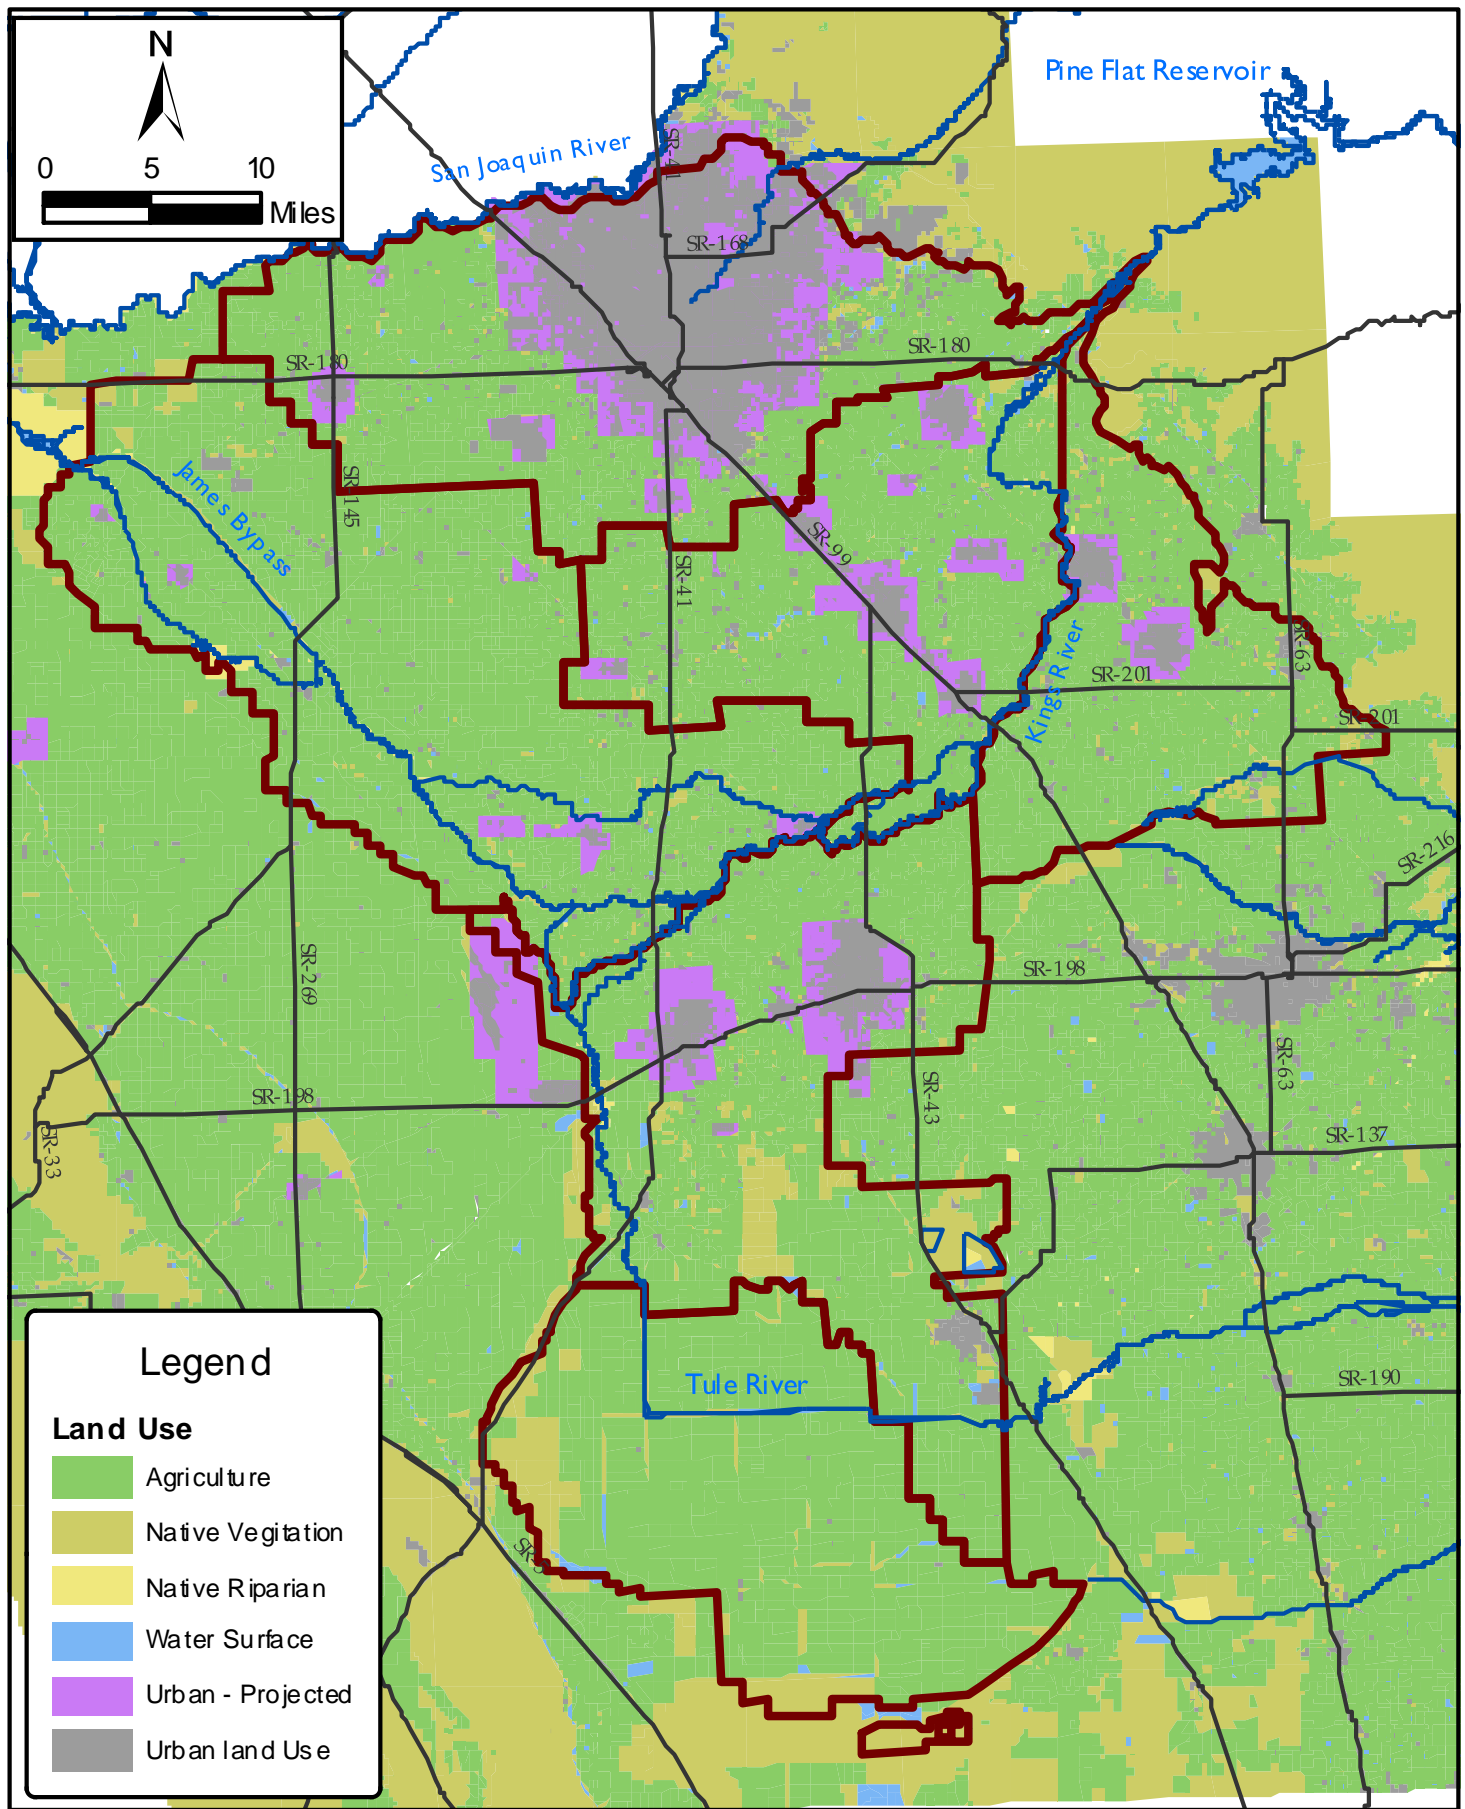 N
0 5 10
Miles
Pine Flat Reservoir
San Joaquin River
SR-41
SR-168
SR-180
SR-180
James Bypass
SR-145
SR-99
SR-41
Kings River
SR-201
SR-63
SR-201
SR-216
SR-269
SR-198
SR-198
SR-43
SR-63
SR-137
SR-33
SR-190
Tule River
SR-5
Legend
Land Use
Agriculture
Native Vegitation
Native Riparian
Water Surface
Urban - Projected
Urban land Use